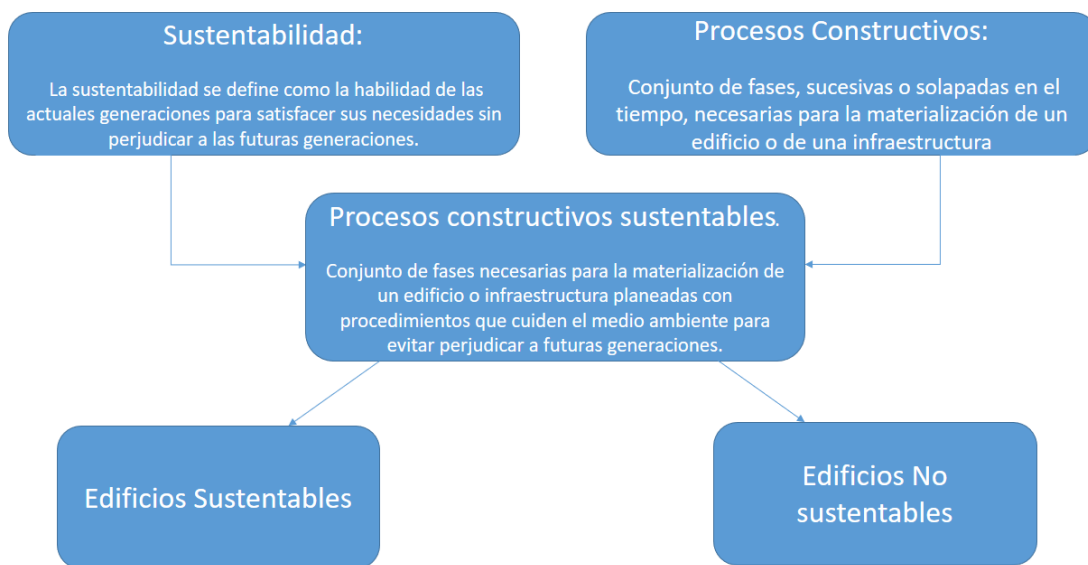 Sustentabilidad:
La sustentabilidad se define como la habilidad de las
actuales generaciones para satisfacer sus necesidades sin
perjudicar a las futuras generaciones.
Procesos Constructivos:
Conjunto de fases, sucesivas o solapadas en el
tiempo, necesarias para la materialización de un
edificio o de una infraestructura
Procesos constructivos sustentables.
Conjunto de fases necesarias para la materialización de
un edificio o infraestructura planeadas con
procedimientos que cuiden el medio ambiente para
evitar perjudicar a futuras generaciones.
Edificios Sustentables
Edificios No
sustentables